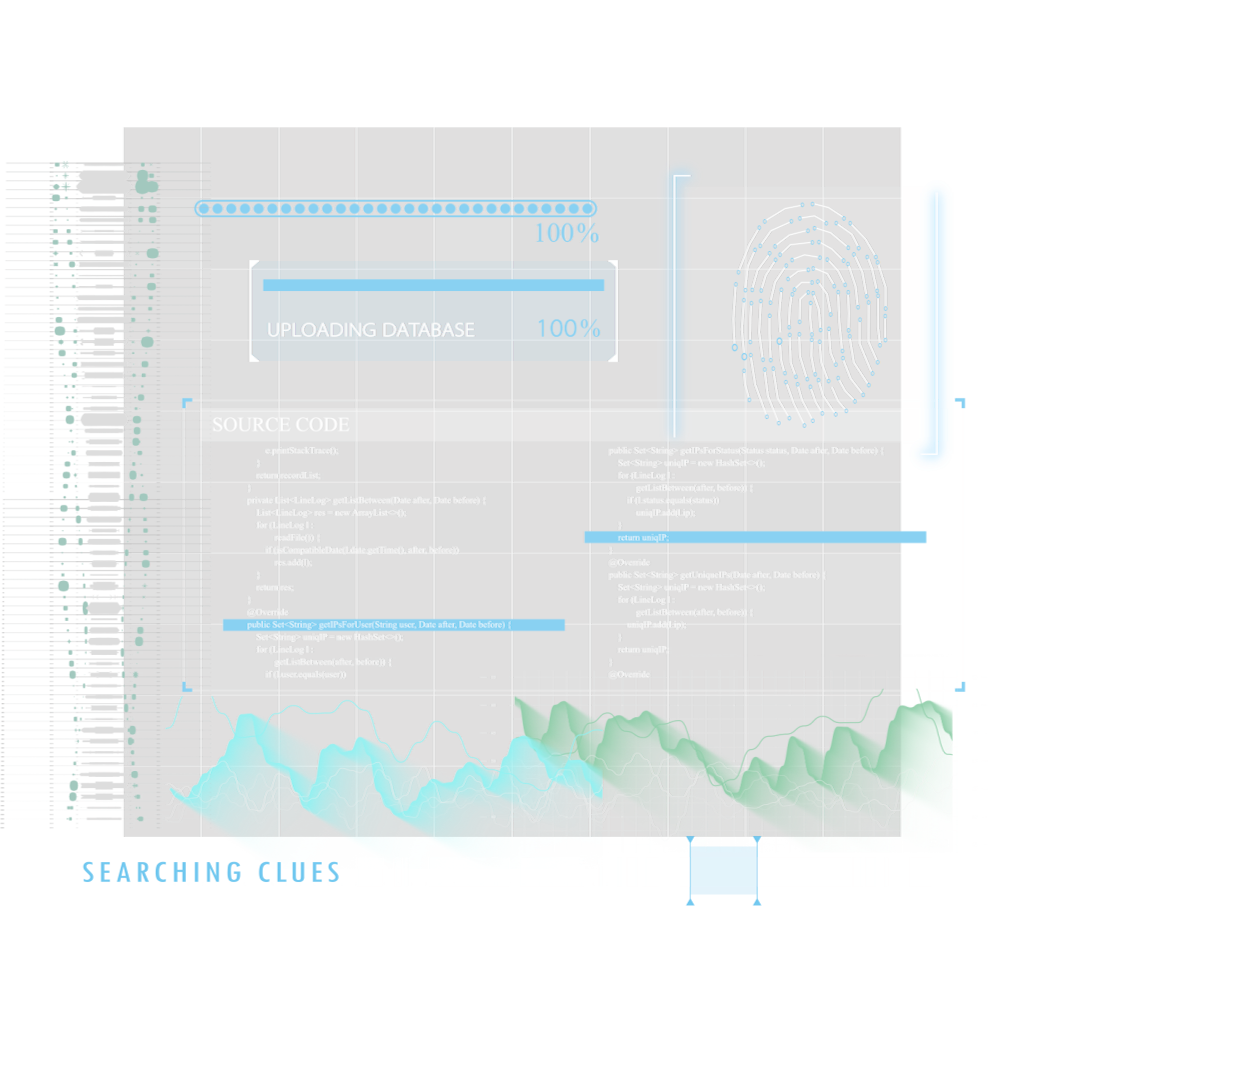 100%
UPLOADING DATABASE 100%
SOURCE CODE
e.printStackTrace();
}
return recordList;
}
private List<LineLog> getListBetween(Date after, Date before) {
List<LineLog> res = new ArrayList<>();
for (LineLog l :
readFile()) {
if (isCompatibleDate(l.date.getTime(), after, before))
res.add(l);
}
return res;
}
@Override
public Set<String> getIPsForUser(String user, Date after, Date before) {
Set<String> uniqIP = new HashSet<>();
for (LineLog l :
getListBetween(after, before)) {
if (l.user.equals(user))
public Set<String> getIPsForStatus(Status status, Date after, Date before) {
Set<String> uniqIP = new HashSet<>();
for (LineLog l :
getListBetween(after, before)) {
if (l.status.equals(status))
uniqIP.add(l.ip);
}
return uniqIP;
}
@Override
public Set<String> getUniqueIPs(Date after, Date before) {
Set<String> uniqIP = new HashSet<>();
for (LineLog l :
getListBetween(after, before)) {
uniqIP.add(l.ip);
}
return uniqIP;
}
@Override
SEARCHING CLUES